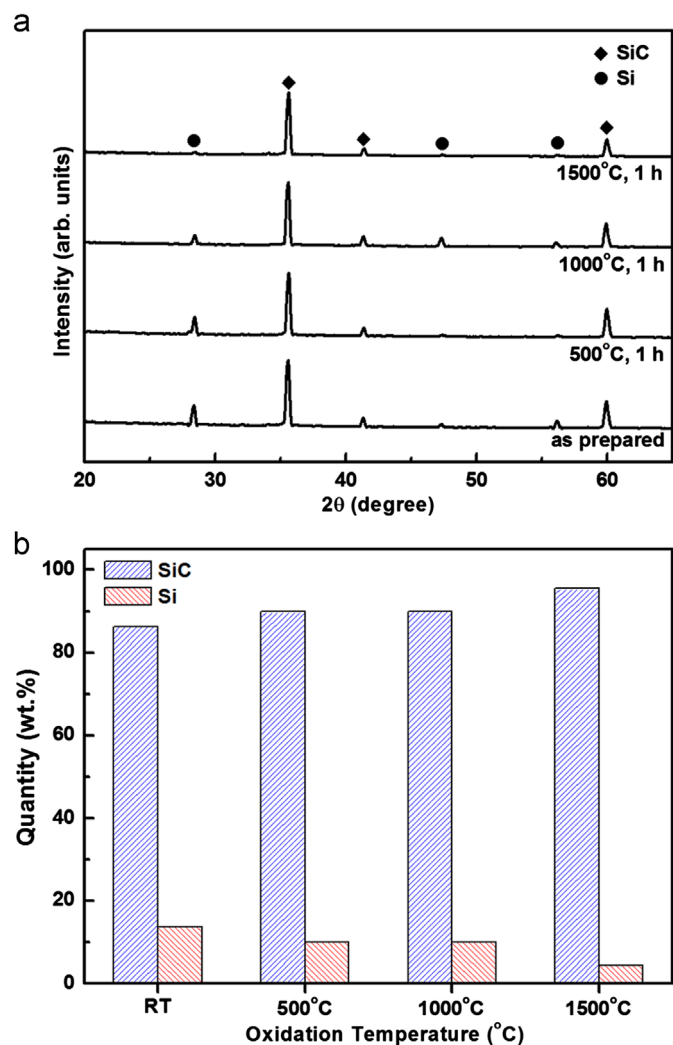 a
◆ SiC
● Si
1500°C, 1 h
1000°C, 1 h
500°C, 1 h
as prepared
Intensity (arb. units)
20 30 40 50 60
2θ (degree)
b
SiC
Si
100
80
60
40
20
0
Quantity (wt.%)
RT 500°C 1000°C 1500°C
Oxidation Temperature (°C)